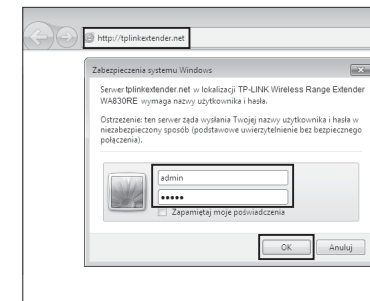 http://tplinkextender.net
Zabezpieczenia systemu Windows
Serwer tplinkextender.net w lokalizacji TP-LINK Wireless Range Extender
WA830RE wymaga nazwy użytkownika i hasła.
Ostrzeżenie: ten serwer żąda wysłania Twojej nazwy użytkownika i hasła w
niezabezpieczony sposób (podstawowe uwierzytelnienie bez bezpiecznego
połączenia).
admin
•••••
Zapamiętaj moje poświadczenia
OK Anuluj